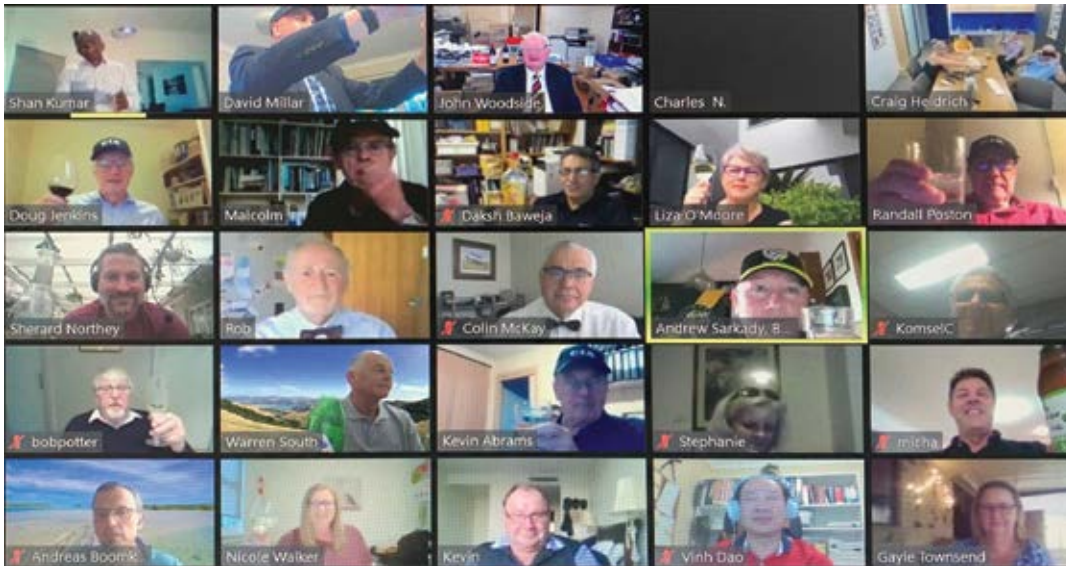 Shan Kumar
David Millar
John Woodside
Charles N.
Craig Heidrich
Doug Jenkins
Malcolm
Daksh Baweja
Liza O'Moore
Randall Poston
Sherard Northey
Rob
Colin McKay
Andrew Sarkady, B...
KomselC
bobpotter
Warren South
Kevin Abrams
Stephanie
mitha
Andreas Boomk...
Nicole Walker
Kevin
Vinh Dao
Gayle Townsend